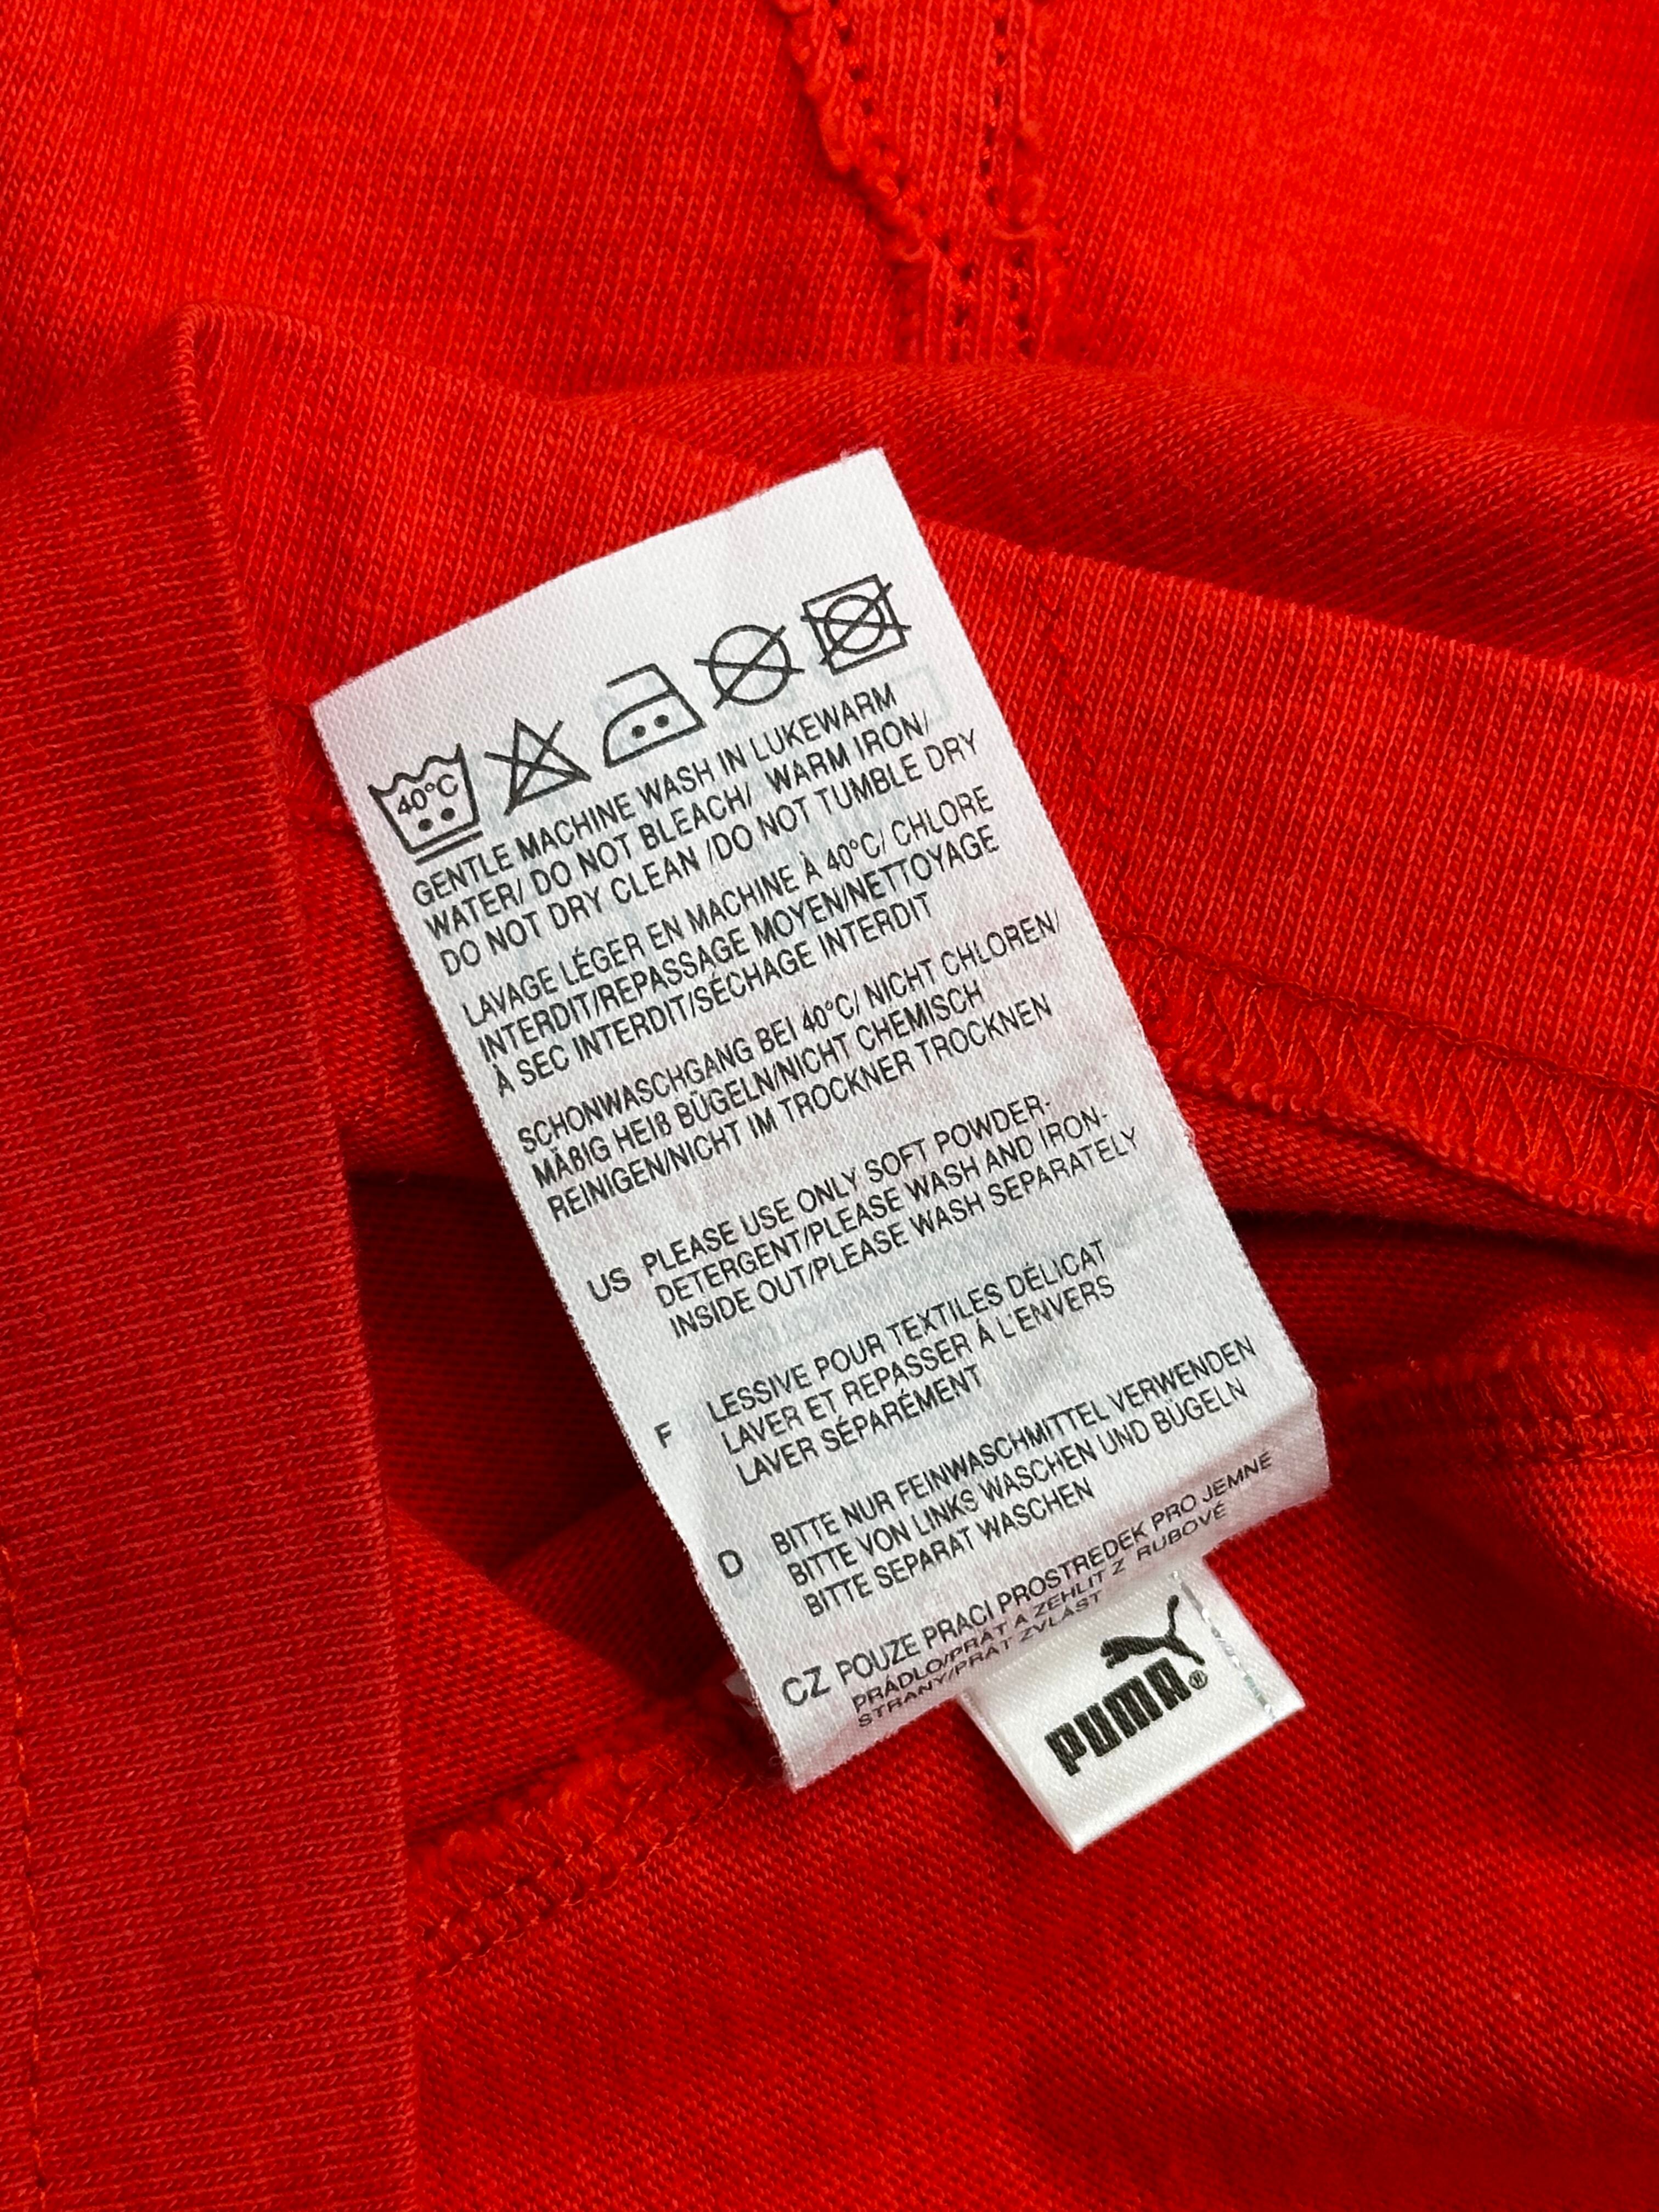 40°C
GENTLE MACHINE WASH IN LUKEWARM
WATER/ DO NOT BLEACH/ WARM IRON/
DO NOT DRY CLEAN /DO NOT TUMBLE DRY
LAVAGE LÉGER EN MACHINE À 40°C/ CHLORE
INTERDIT/REPASSAGE MOYEN/NETTOYAGE
À SEC INTERDIT/SÉCHAGE INTERDIT
SCHONWASCHGANG BEI 40°C/ NICHT CHLOREN/
MÄßIG HEIß BÜGELN/NICHT CHEMISCH
REINIGEN/NICHT IM TROCKNER TROCKNEN
US PLEASE USE ONLY SOFT POWDER-
DETERGENT/PLEASE WASH AND IRON-
INSIDE OUT/PLEASE WASH SEPARATELY
F LESSIVE POUR TEXTILES DÉLICAT
LAVER ET REPASSER À L'ENVERS
LAVER SÉPARÉMENT
D BITTE NUR FEINWASCHMITTEL VERWENDEN
BITTE VON LINKS WASCHEN UND BÜGELN
BITTE SEPARAT WASCHEN
CZ POUZE PRACI PROSTREDEK PRO JEMNÉ
PRÁDLO/PRÁT A ZEHLIT Z RUBOVÉ
STRANY/PRÁT ZVLÁST
PUMA®